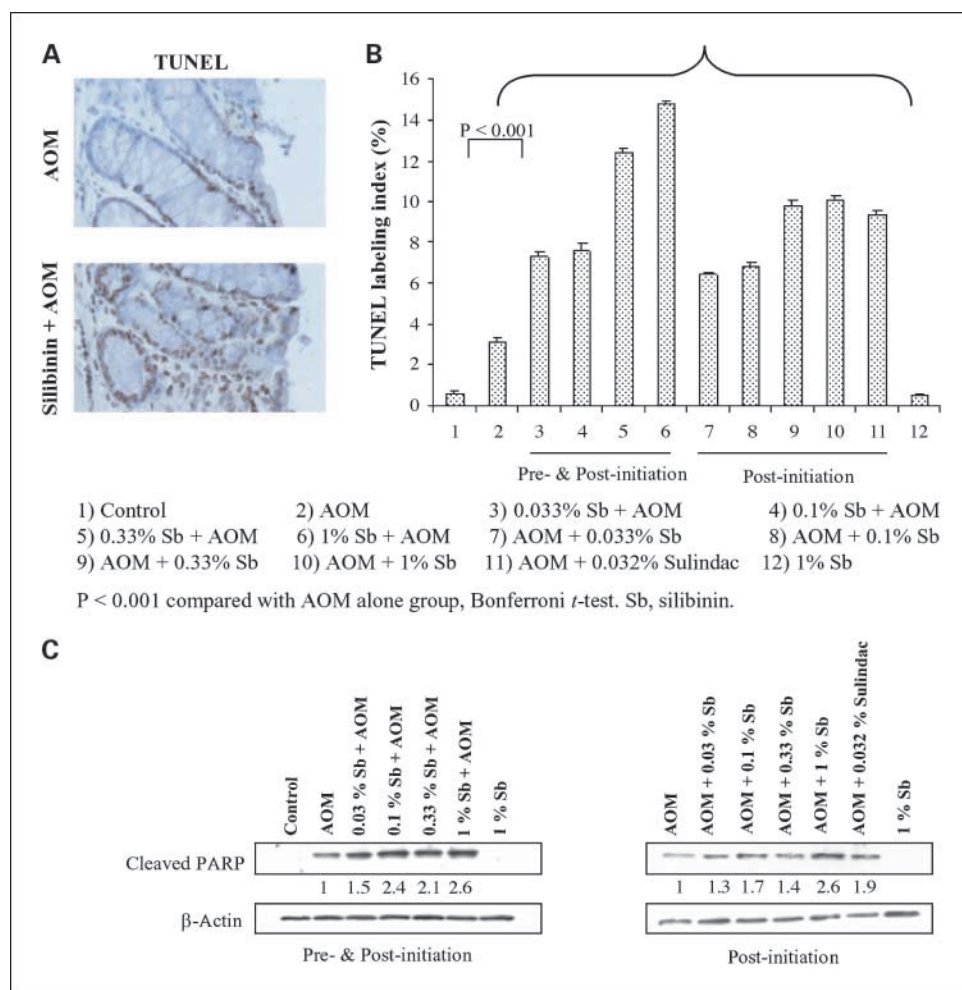 A
TUNEL
AOM
Silibinin + AOM
B
P < 0.001
TUNEL labeling index (%)
16
14
12
10
8
6
4
2
0
1 2 3 4 5 6 7 8 9 10 11 12
Pre- & Post-initiation Post-initiation
1) Control 2) AOM 3) 0.033% Sb + AOM 4) 0.1% Sb + AOM
5) 0.33% Sb + AOM 6) 1% Sb + AOM 7) AOM + 0.033% Sb 8) AOM + 0.1% Sb
9) AOM + 0.33% Sb 10) AOM + 1% Sb 11) AOM + 0.032% Sulindac 12) 1% Sb
P < 0.001 compared with AOM alone group, Bonferroni t-test. Sb, silibinin.
C
Control
AOM
0.03 % Sb + AOM
0.1 % Sb + AOM
0.33 % Sb + AOM
1 % Sb + AOM
1 % Sb
AOM
AOM + 0.03 % Sb
AOM + 0.1 % Sb
AOM + 0.33 % Sb
AOM + 1 % Sb
AOM + 0.032 % Sulindac
1 % Sb
Cleaved PARP
1 1.5 2.4 2.1 2.6
1 1.3 1.7 1.4 2.6 1.9
β-Actin
Pre- & Post-initiation
Post-initiation